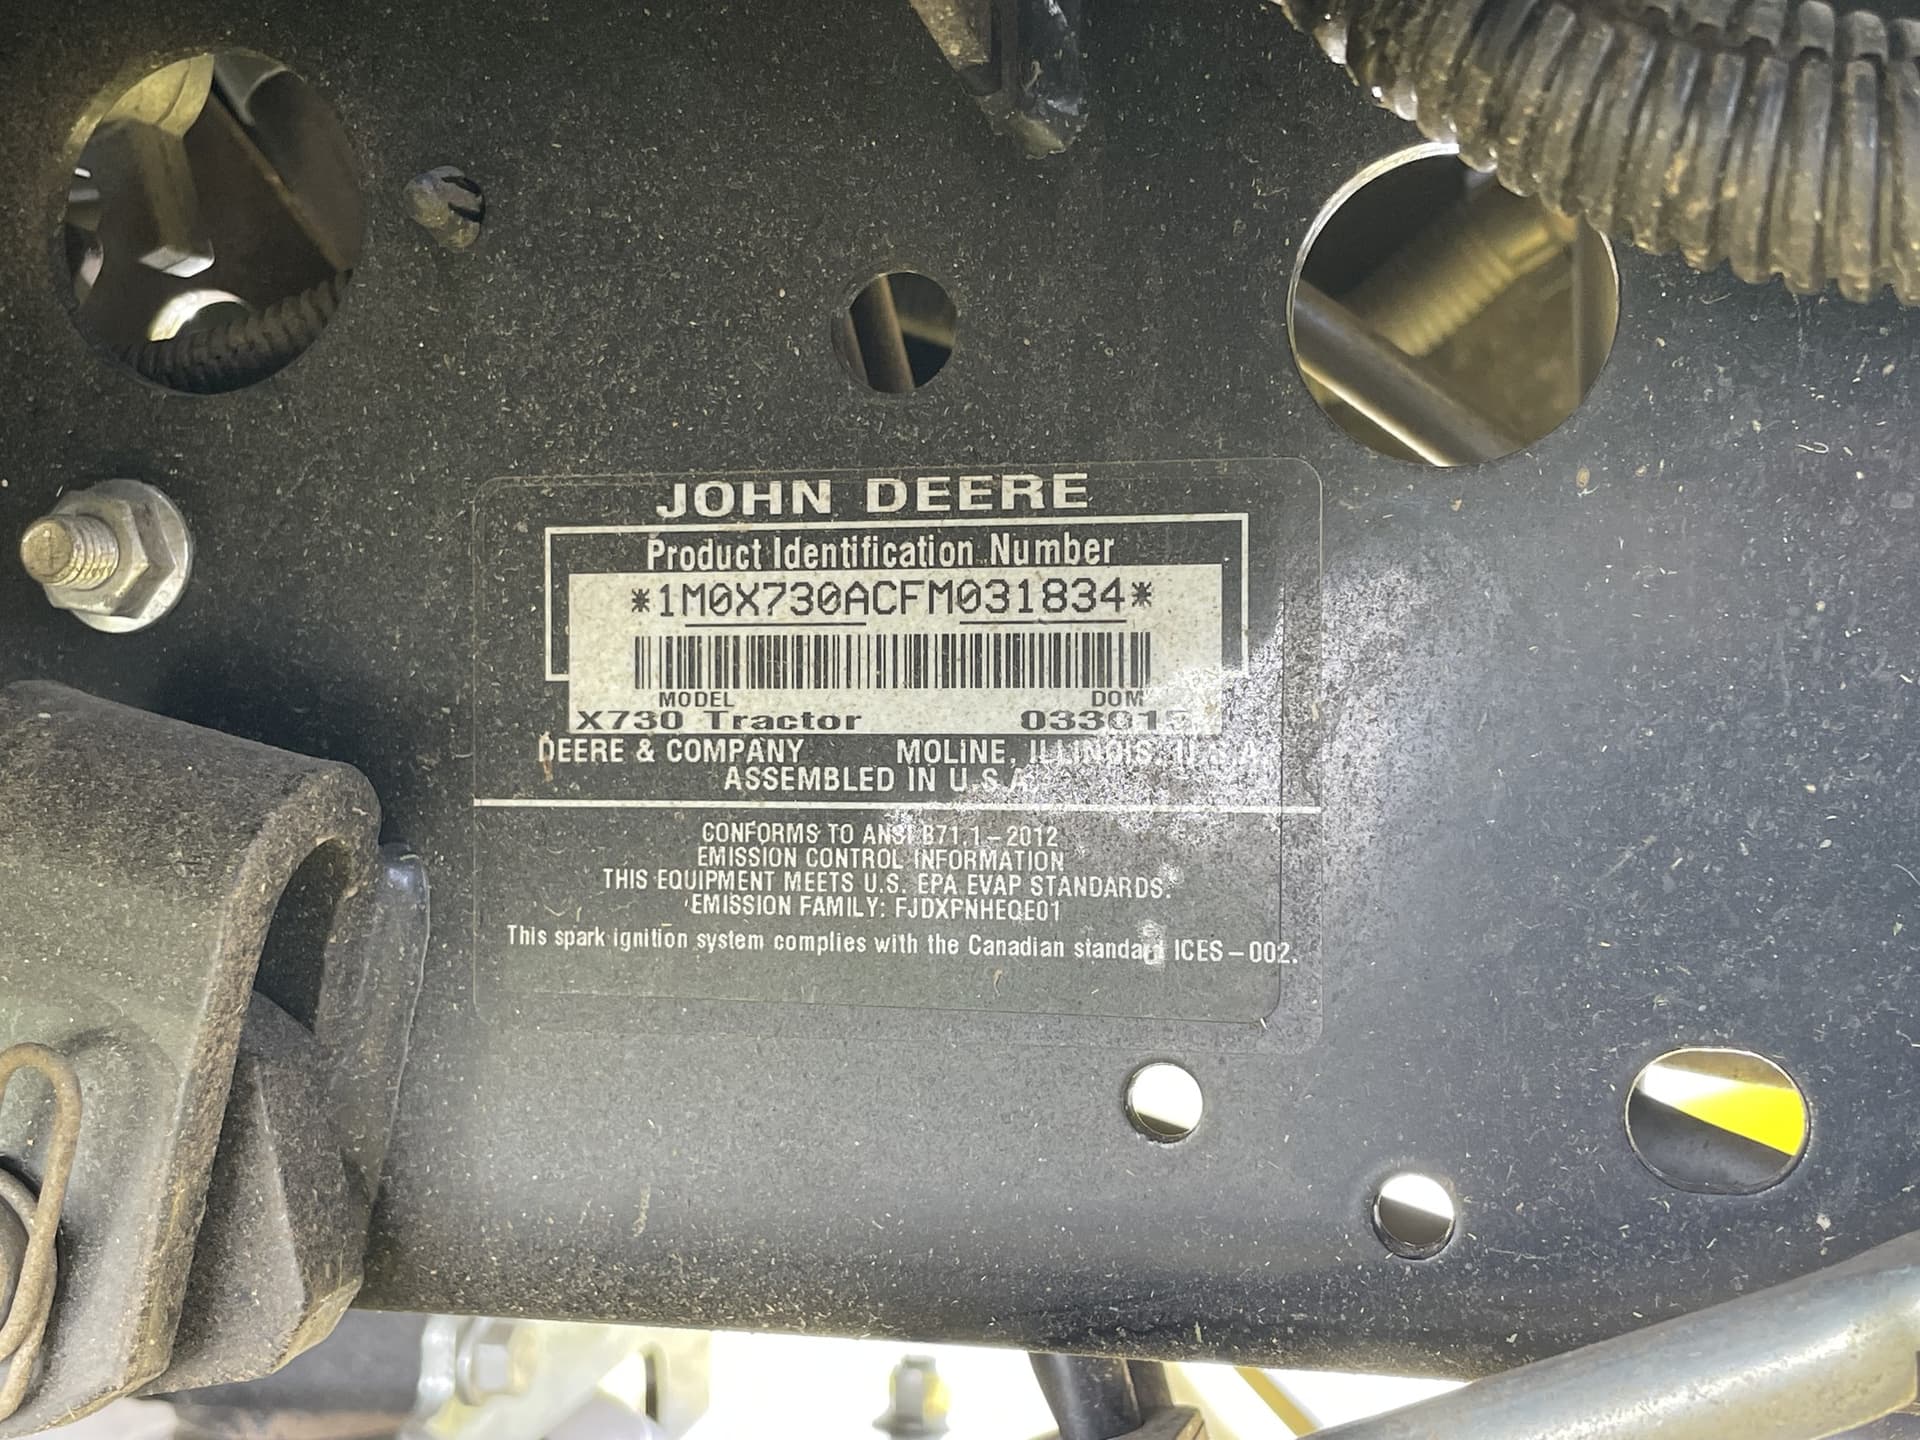 JOHN DEERE
Product Identification Number
*1M0X730ACFM031834*
MODEL DOM
X730 Tractor 033015
DEERE & COMPANY MOLINE, ILLINOIS, U.S.A.
ASSEMBLED IN U.S.A.
CONFORMS TO ANSI B71.1-2012
EMISSION CONTROL INFORMATION
THIS EQUIPMENT MEETS U.S. EPA EVAP STANDARDS.
EMISSION FAMILY: FJDXPNHEQE01
This spark ignition system complies with the Canadian standard ICES-002.